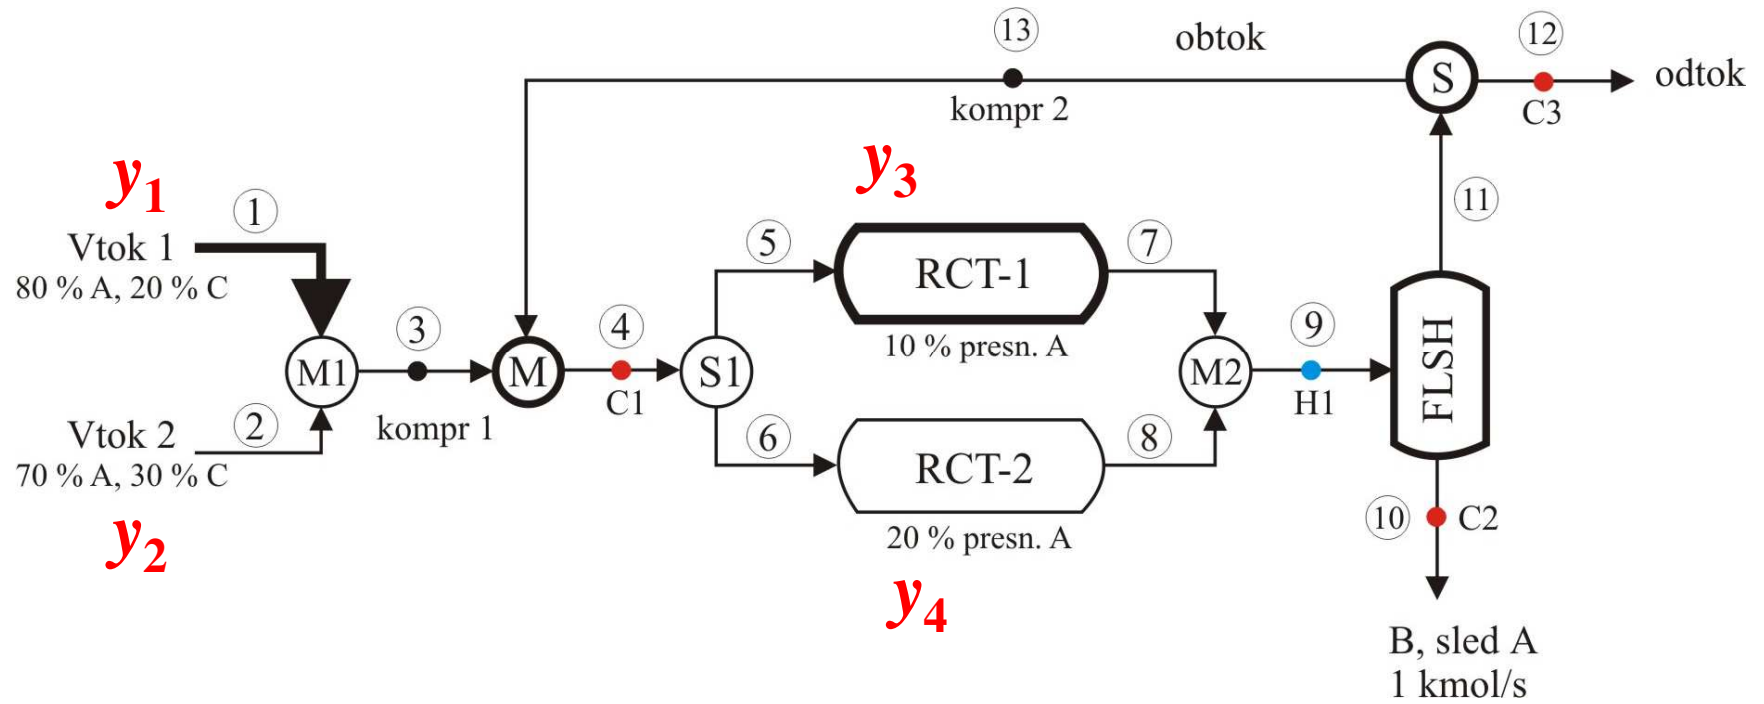 13
obtok
12
S
odtok
kompr 2
C3
y3
y1
1
11
Vtok 1
80 % A, 20 % C
5
RCT-1
7
10 % presn. A
3
4
9
M1
M
C1
S1
M2
H1
FLSH
kompr 1
2
Vtok 2
70 % A, 30 % C
6
RCT-2
8
20 % presn. A
10
C2
y2
y4
B, sled A
1 kmol/s